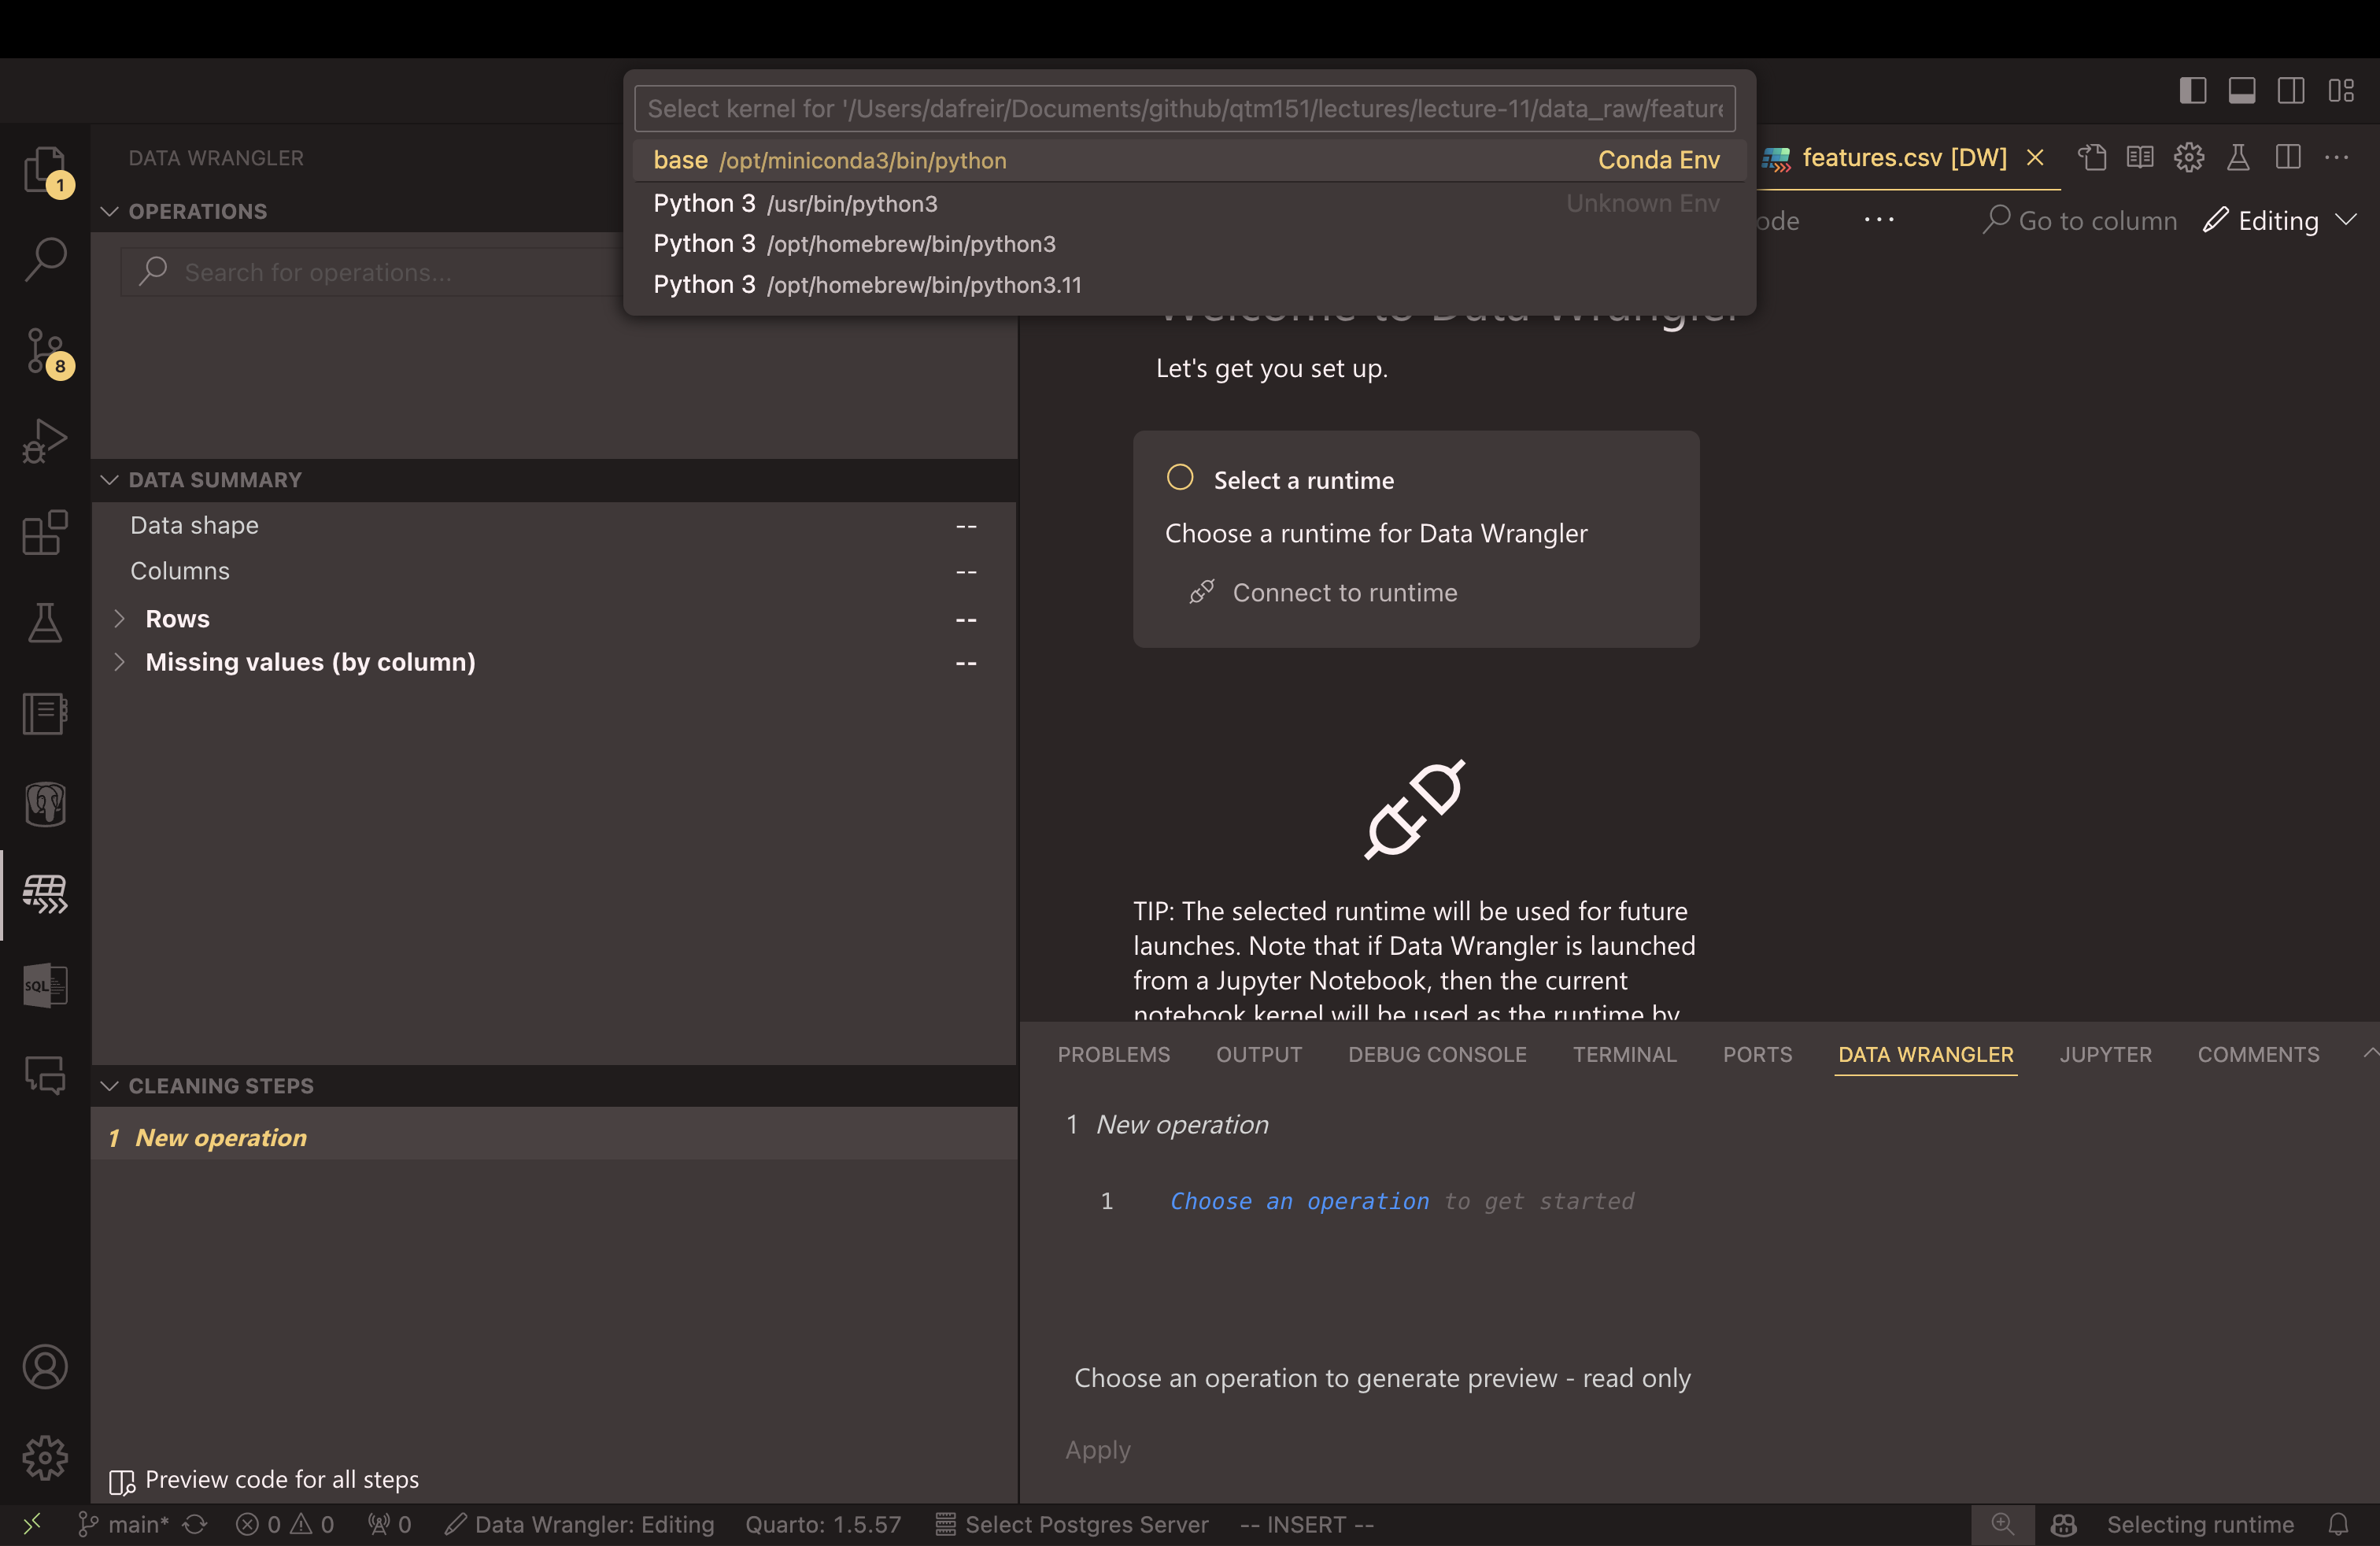 Select kernel for '/Users/dafreir/Documents/github/qtm151/lectures/lecture-11/data_raw/feature
base /opt/miniconda3/bin/python Conda Env
Python 3 /usr/bin/python3 Unknown Env
Python 3 /opt/homebrew/bin/python3
Python 3 /opt/homebrew/bin/python3.11
features.csv [DW]
ode ··· Go to column Editing
1
8
SQL
DATA WRANGLER
OPERATIONS
Search for operations...
DATA SUMMARY
Data shape --
Columns --
Rows --
Missing values (by column) --
CLEANING STEPS
1 New operation
Preview code for all steps
Welcome to Data Wrangler
Let's get you set up.
Select a runtime
Choose a runtime for Data Wrangler
Connect to runtime
TIP: The selected runtime will be used for future
launches. Note that if Data Wrangler is launched
from a Jupyter Notebook, then the current
notebook kernel will be used as the runtime by
PROBLEMS OUTPUT DEBUG CONSOLE TERMINAL PORTS DATA WRANGLER JUPYTER COMMENTS
1 New operation
1 Choose an operation to get started
Choose an operation to generate preview - read only
Apply
main* 0 0 0 Data Wrangler: Editing Quarto: 1.5.57 Select Postgres Server -- INSERT -- Selecting runtime